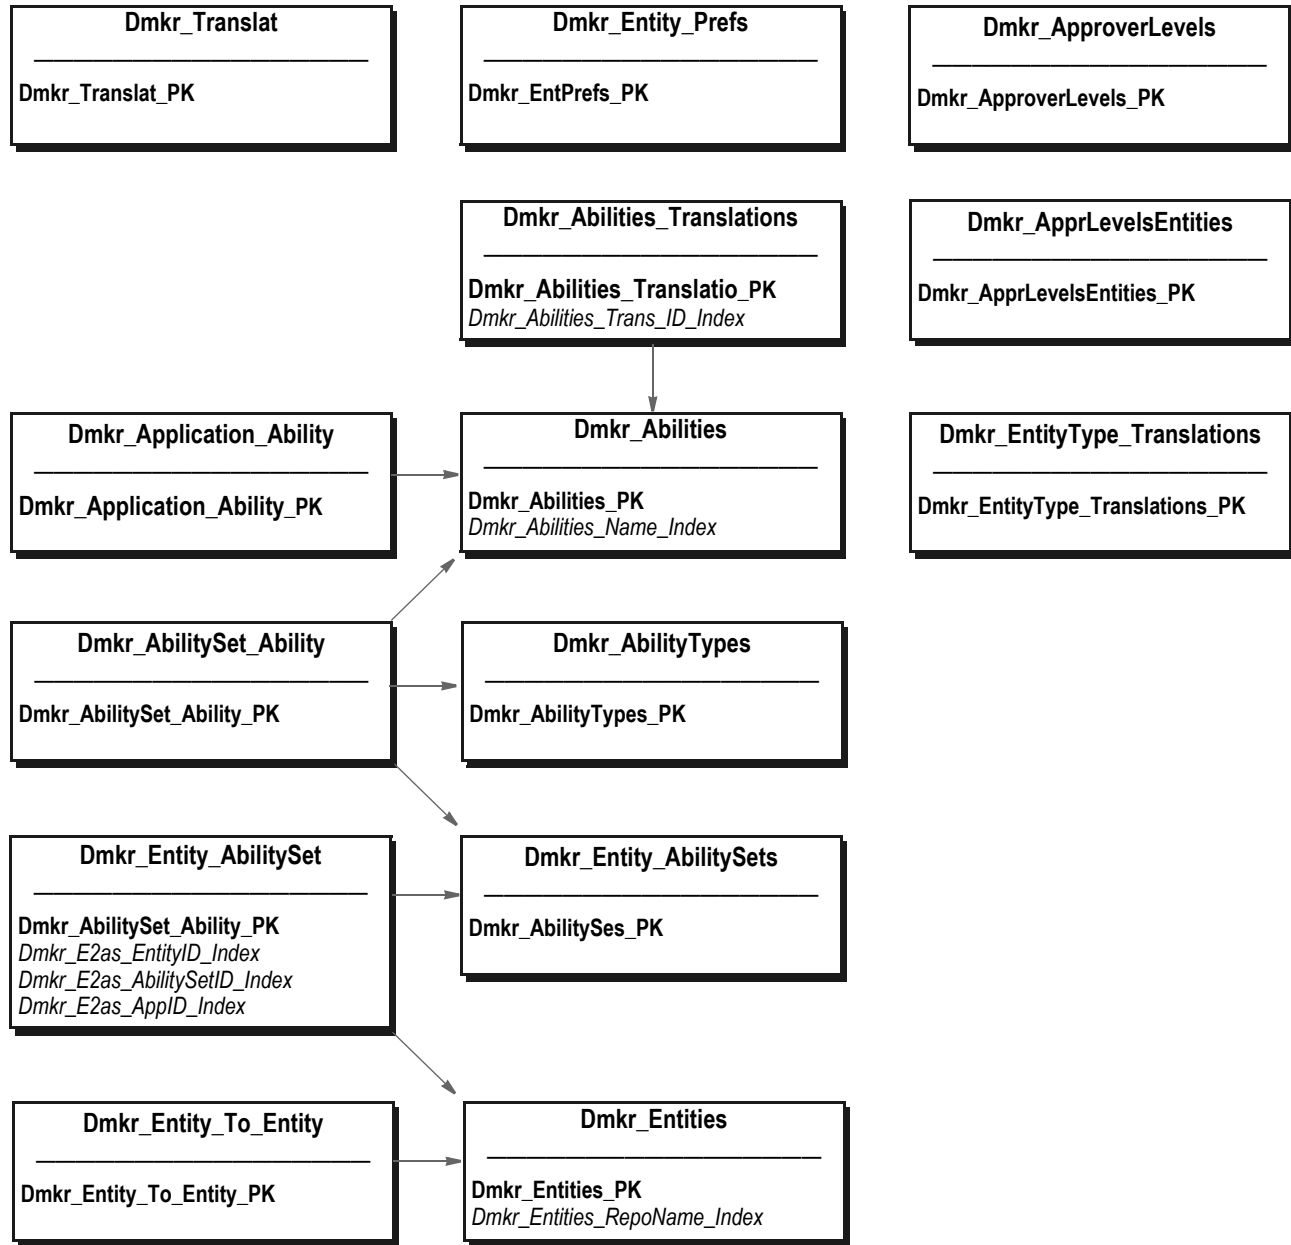 Dmkr_Translat
Dmkr_Translat_PK
Dmkr_Entity_Prefs
Dmkr_EntPrefs_PK
Dmkr_ApproverLevels
Dmkr_ApproverLevels_PK
Dmkr_Abilities_Translations
Dmkr_Abilities_Translatio_PK
Dmkr_Abilities_Trans_ID_Index
Dmkr_ApprLevelsEntities
Dmkr_ApprLevelsEntities_PK
Dmkr_Application_Ability
Dmkr_Application_Ability_PK
Dmkr_Abilities
Dmkr_Abilities_PK
Dmkr_Abilities_Name_Index
Dmkr_EntityType_Translations
Dmkr_EntityType_Translations_PK
Dmkr_AbilitySet_Ability
Dmkr_AbilitySet_Ability_PK
Dmkr_AbilityTypes
Dmkr_AbilityTypes_PK
Dmkr_Entity_AbilitySet
Dmkr_AbilitySet_Ability_PK
Dmkr_E2as_EntityID_Index
Dmkr_E2as_AbilitySetID_Index
Dmkr_E2as_AppID_Index
Dmkr_Entity_AbilitySets
Dmkr_AbilitySes_PK
Dmkr_Entity_To_Entity
Dmkr_Entity_To_Entity_PK
Dmkr_Entities
Dmkr_Entities_PK
Dmkr_Entities_RepoName_Index